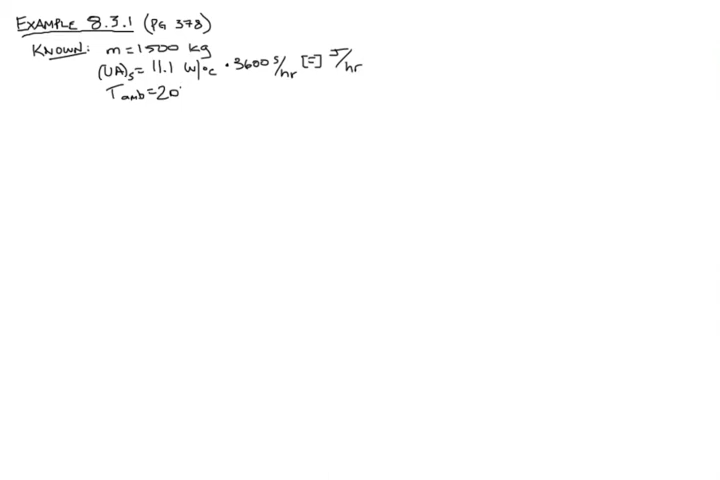 EXAMPLE 8.3.1 (PG 378)
KNOWN: m = 1500 kg
(UA)s = 11.1 W/°C · 3600 s/hr [=] J/hr
Tamb = 20°